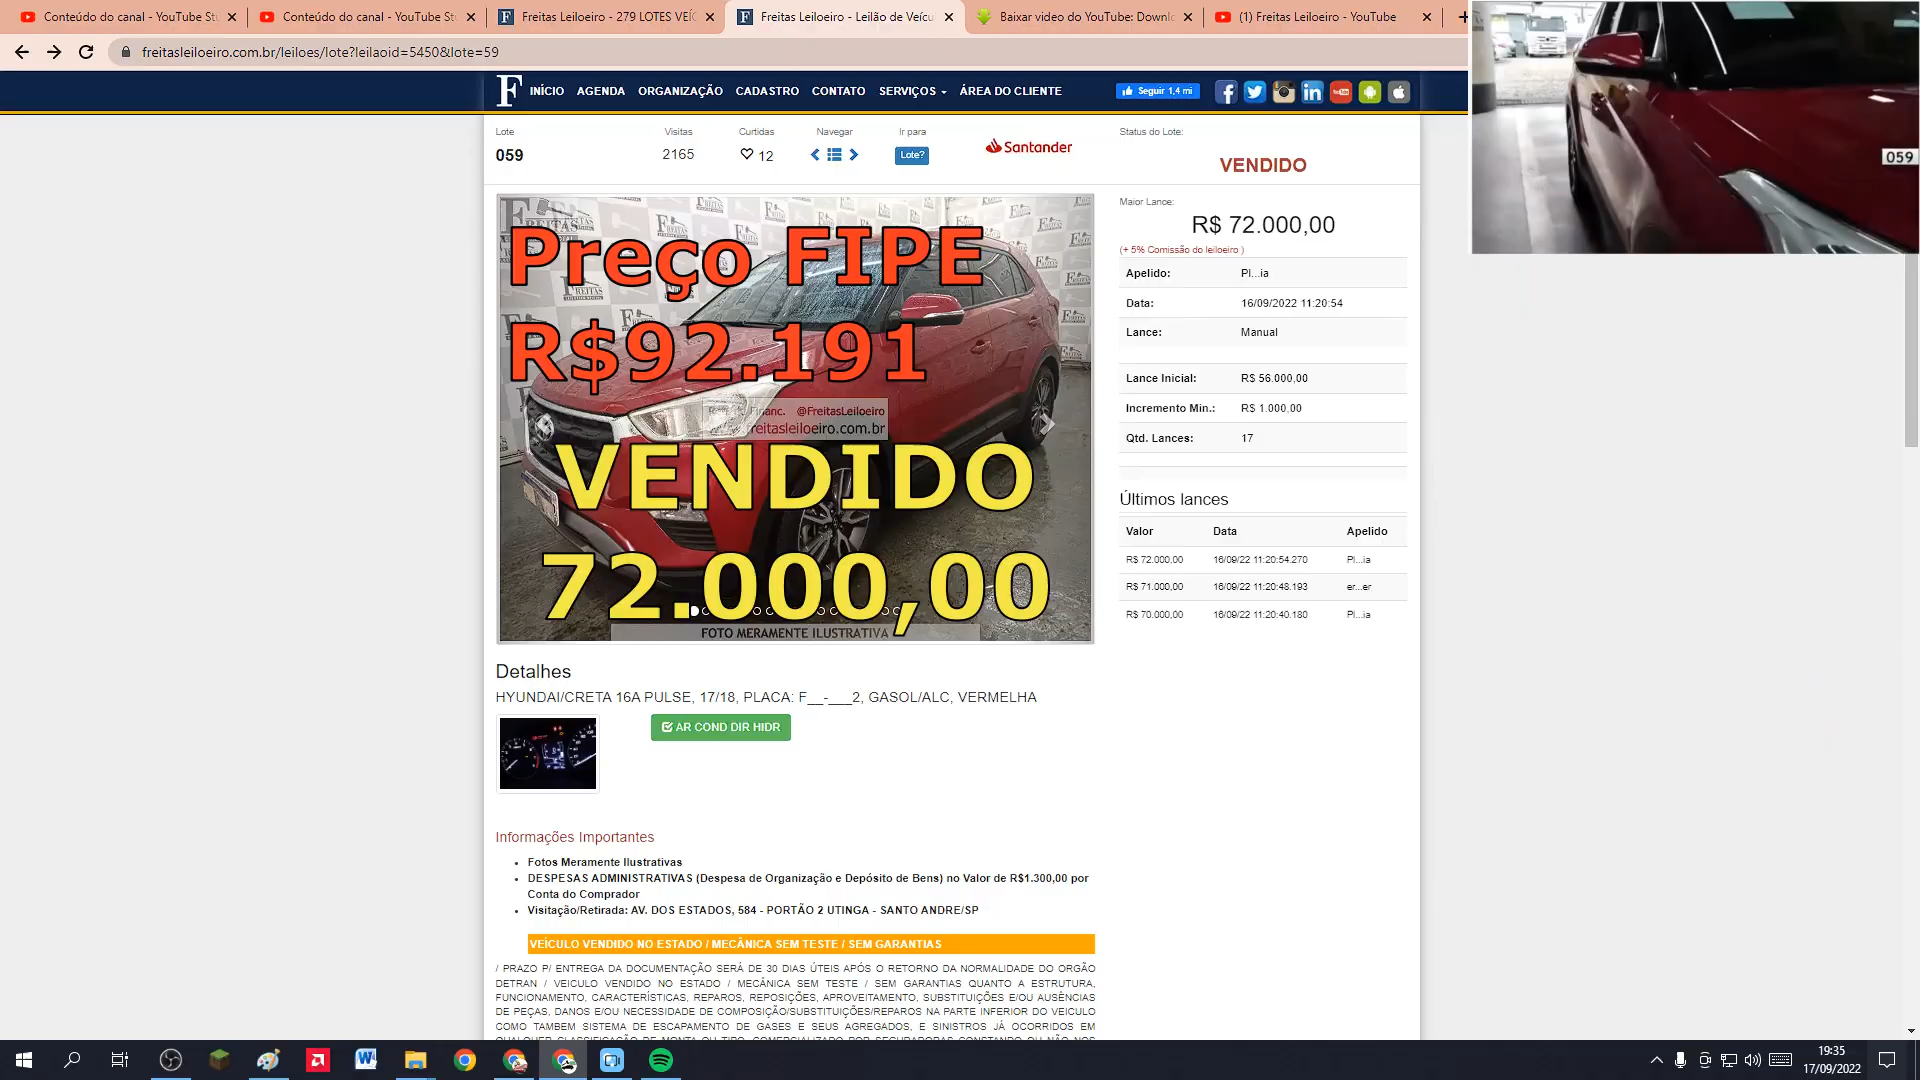 Conteúdo do canal - YouTube St
Conteúdo do canal - YouTube St
Freitas Leiloeiro - 279 LOTES VEÍC
Freitas Leiloeiro - Leilão de Veícu
Baixar video do YouTube: Downl
(1) Freitas Leiloeiro - YouTube
freitasleiloeiro.com.br/leiloes/lote?leilaoid=5450&lote=59
F INÍCIO AGENDA ORGANIZAÇÃO CADASTRO CONTATO SERVIÇOS ÁREA DO CLIENTE
Seguir 1,4 mi
Lote Visitas Curtidas Navegar Ir para
059 2165 12 Lote?
Santander
Status do Lote:
VENDIDO
059
Preço FIPE
R$92.191
Financ. @FreitasLeiloeiro
freitasleiloeiro.com.br
VENDIDO
72.000,00
FOTO MERAMENTE ILUSTRATIVA
Maior Lance:
R$ 72.000,00
(+ 5% Comissão do leiloeiro )
Apelido: Pl...ia
Data: 16/09/2022 11:20:54
Lance: Manual
Lance Inicial: R$ 56.000,00
Incremento Min.: R$ 1.000,00
Qtd. Lances: 17
Últimos lances
Valor Data Apelido
R$ 72.000,00 16/09/22 11:20:54.270 Pl...ia
R$ 71.000,00 16/09/22 11:20:48.193 er...er
R$ 70.000,00 16/09/22 11:20:40.180 Pl...ia
Detalhes
HYUNDAI/CRETA 16A PULSE, 17/18, PLACA: F__-___2, GASOL/ALC, VERMELHA
AR COND DIR HIDR
Informações Importantes
Fotos Meramente Ilustrativas
DESPESAS ADMINISTRATIVAS (Despesa de Organização e Depósito de Bens) no Valor de R$1.300,00 por
Conta do Comprador
Visitação/Retirada: AV. DOS ESTADOS, 584 - PORTÃO 2 UTINGA - SANTO ANDRE/SP
VEÍCULO VENDIDO NO ESTADO / MECÂNICA SEM TESTE / SEM GARANTIAS
/ PRAZO P/ ENTREGA DA DOCUMENTAÇÃO SERÁ DE 30 DIAS ÚTEIS APÓS O RETORNO DA NORMALIDADE DO ORGÃO
DETRAN / VEICULO VENDIDO NO ESTADO / MECÂNICA SEM TESTE / SEM GARANTIAS QUANTO A ESTRUTURA,
FUNCIONAMENTO, CARACTERÍSTICAS, REPAROS, REPOSIÇÕES, APROVEITAMENTO, SUBSTITUIÇÕES E/OU AUSÊNCIAS
DE PEÇAS, DANOS E/OU NECESSIDADE DE COMPOSIÇÃO/SUBSTITUIÇÕES/REPAROS NA PARTE INFERIOR DO VEICULO
COMO TAMBEM SISTEMA DE ESCAPAMENTO DE GASES E SEUS AGREGADOS, E SINISTROS JÁ OCORRIDOS EM
19:35
17/09/2022